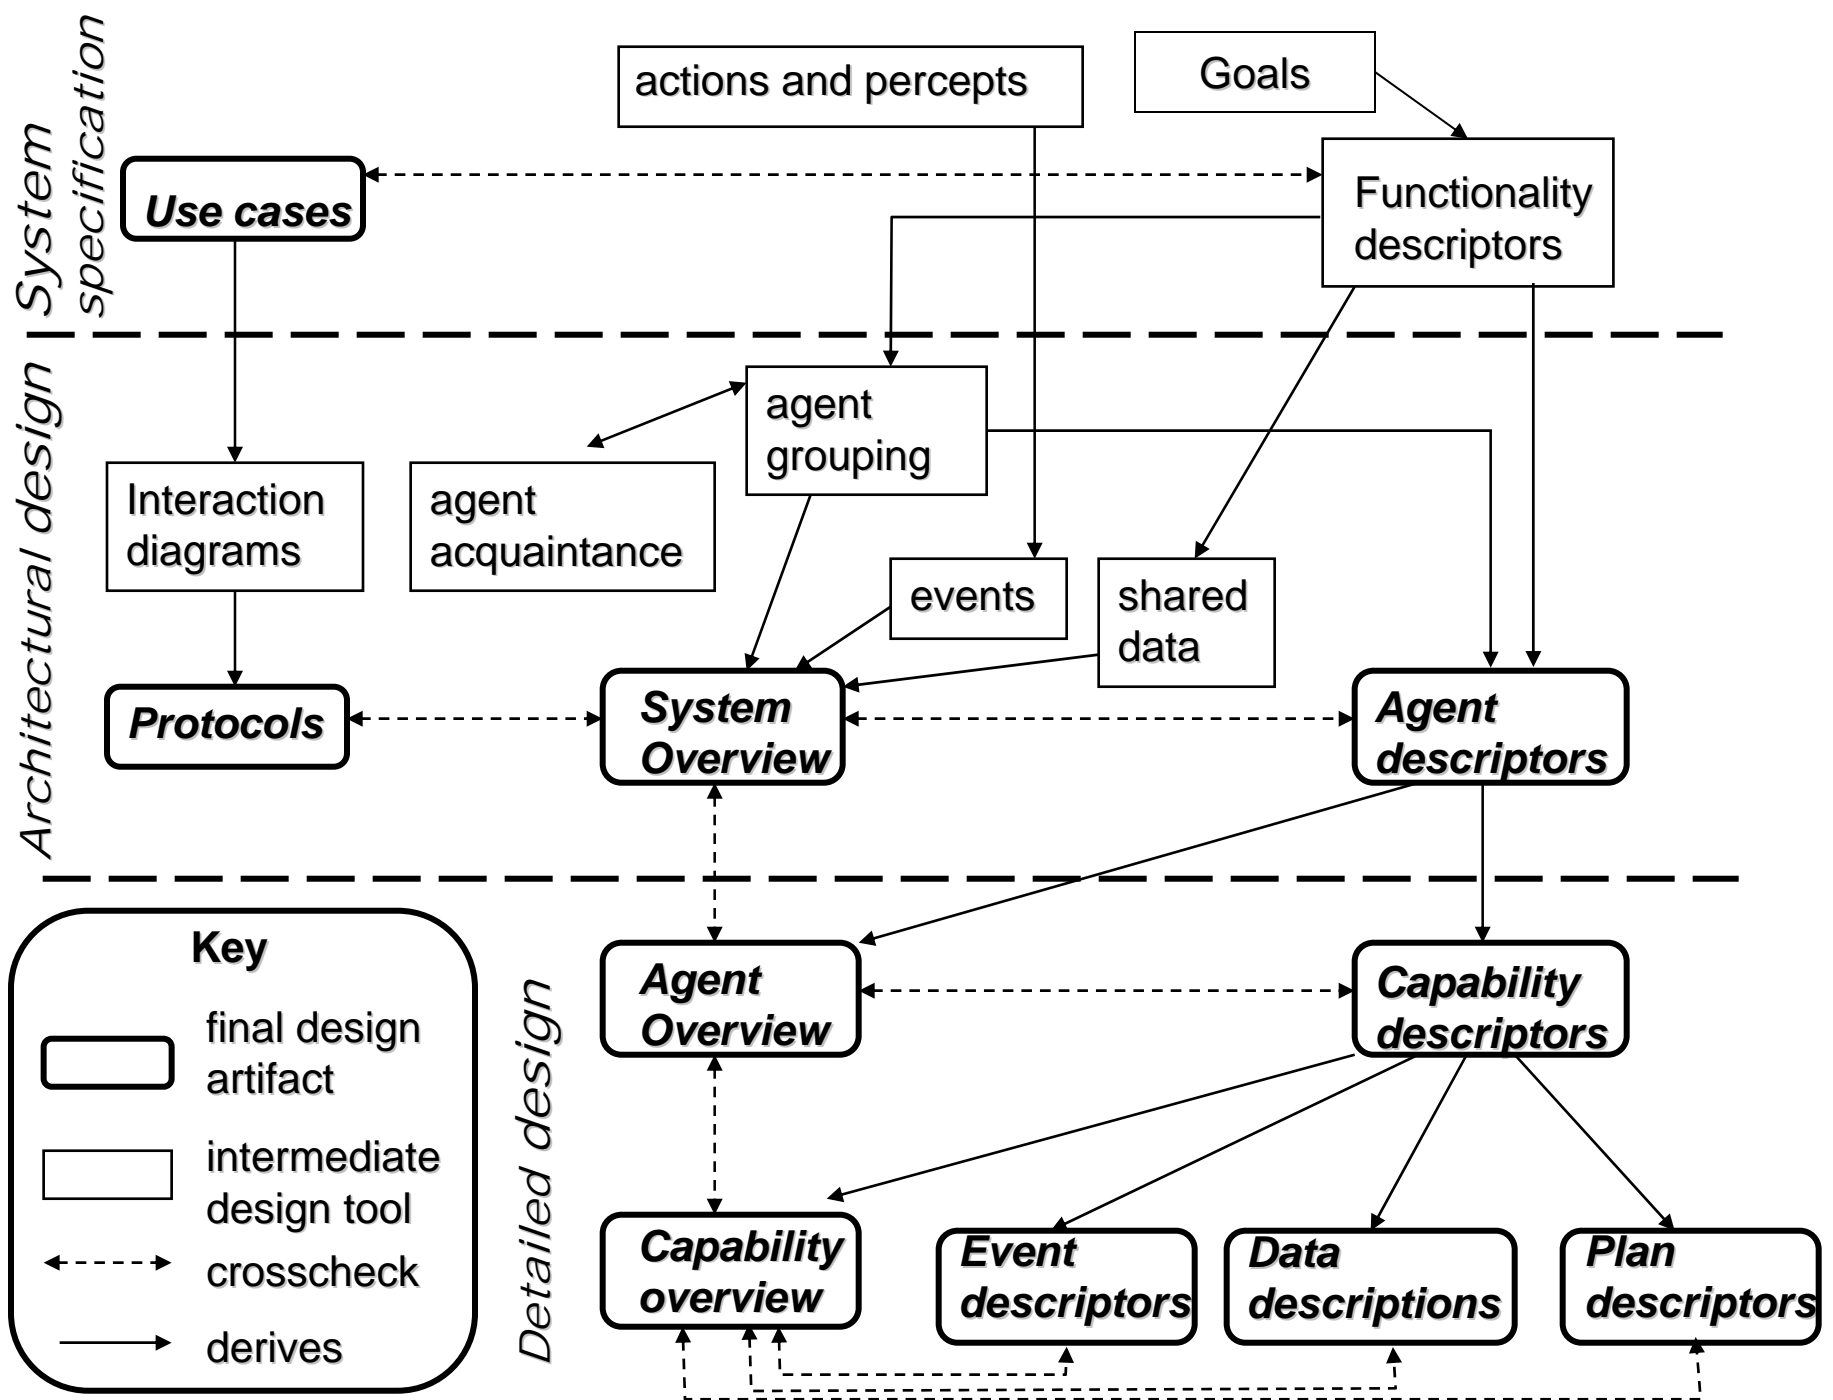 System
specification
actions and percepts
Goals
Use cases
Functionality
descriptors
Architectural design
agent
grouping
Interaction
diagrams
agent
acquaintance
events
shared
data
Protocols
System
Overview
Agent
descriptors
Key
final design
artifact
intermediate
design tool
crosscheck
derives
Detailed design
Agent
Overview
Capability
descriptors
Capability
overview
Event
descriptors
Data
descriptions
Plan
descriptors